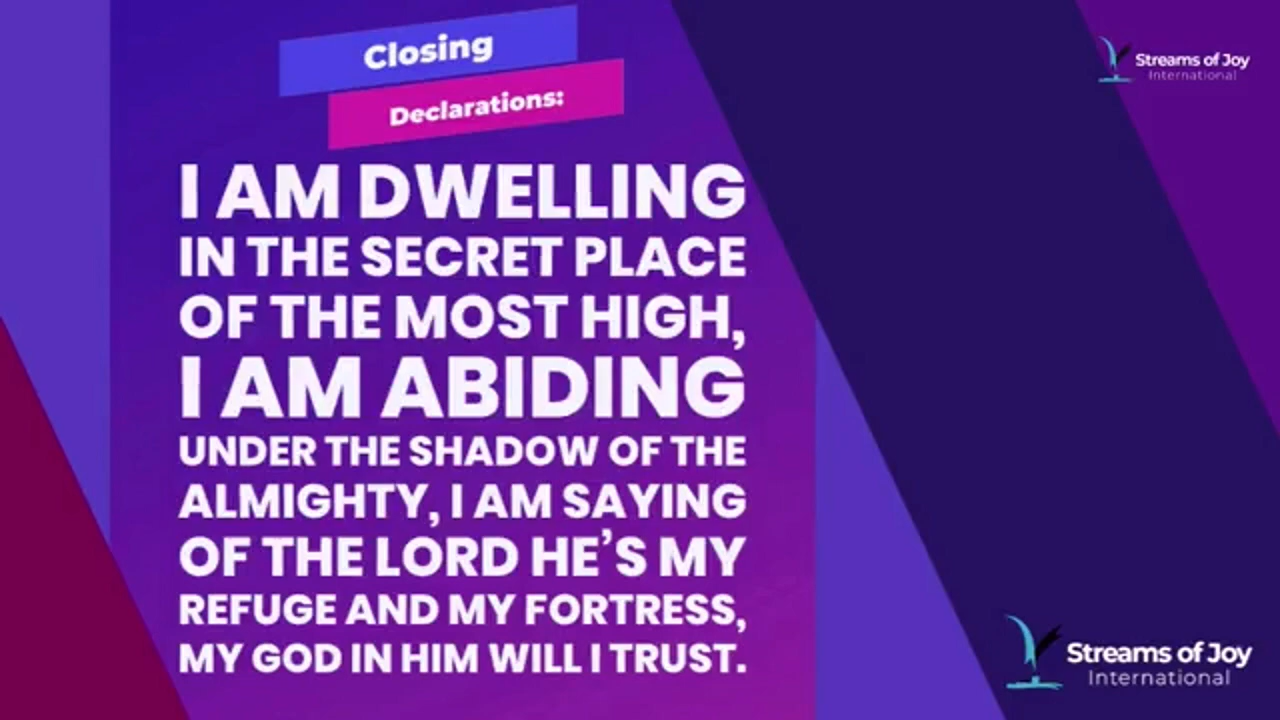 Closing
Declarations:
I AM DWELLING
IN THE SECRET PLACE
OF THE MOST HIGH,
I AM ABIDING
UNDER THE SHADOW OF THE
ALMIGHTY, I AM SAYING
OF THE LORD HE’S MY
REFUGE AND MY FORTRESS,
MY GOD IN HIM WILL I TRUST.
Streams of Joy
International
Streams of Joy
International